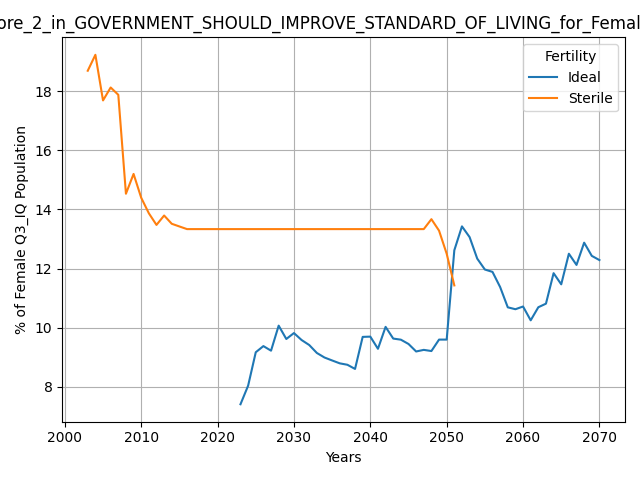 ore_2_in_GOVERNMENT_SHOULD_IMPROVE_STANDARD_OF_LIVING_for_Femal
Fertility
Ideal
Sterile
% of Female Q3_IQ Population
18
16
14
12
10
8
2000 2010 2020 2030 2040 2050 2060 2070
Years